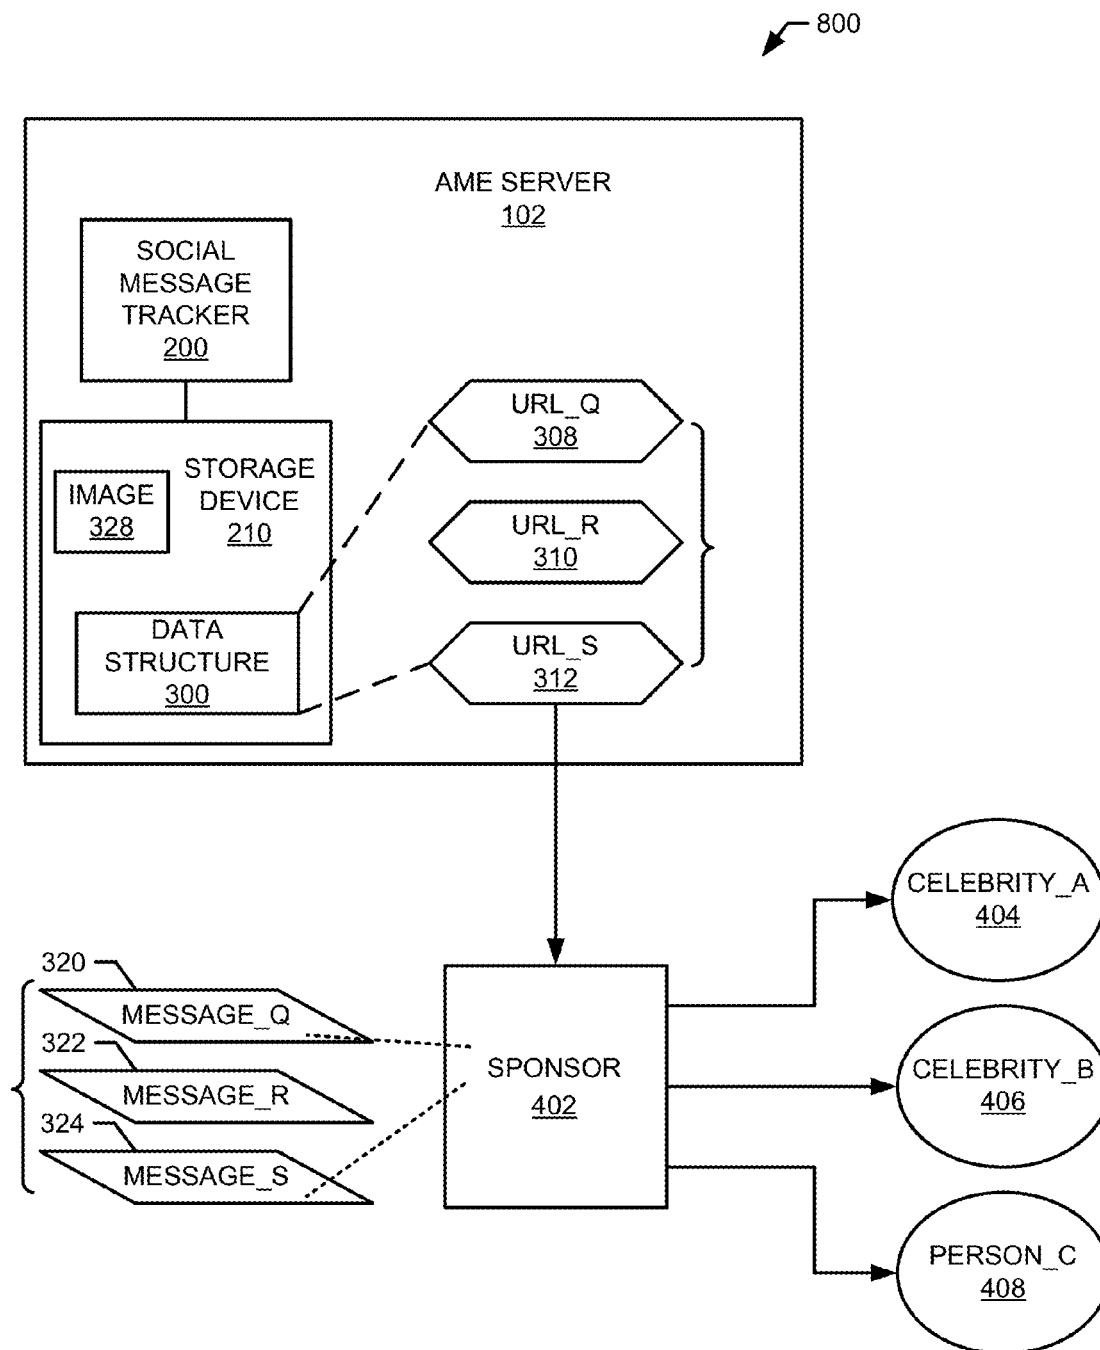 800
AME SERVER
102
SOCIAL
MESSAGE
TRACKER
200
STORAGE
DEVICE
210
IMAGE
328
DATA
STRUCTURE
300
URL_Q
308
URL_R
310
URL_S
312
320
MESSAGE_Q
322
MESSAGE_R
324
MESSAGE_S
SPONSOR
402
CELEBRITY_A
404
CELEBRITY_B
406
PERSON_C
408